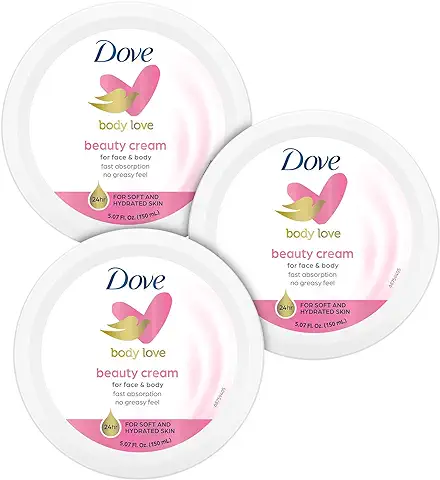 Dove
body love
beauty cream
for face & body
fast absorption
no greasy feel
24hr
FOR SOFT AND
HYDRATED SKIN
5.07 Fl. Oz. (150 mL)
Dove
body love
beauty cream
for face & body
fast absorption
no greasy feel
24hr
FOR SOFT AND
HYDRATED SKIN
5.07 FL. Oz. (150 mL)
Dove
body love
beauty cream
for face & body
fast absorption
no greasy feel
24hr
FOR SOFT AND
HYDRATED SKIN
5.07 Fl. Oz. (150 mL)